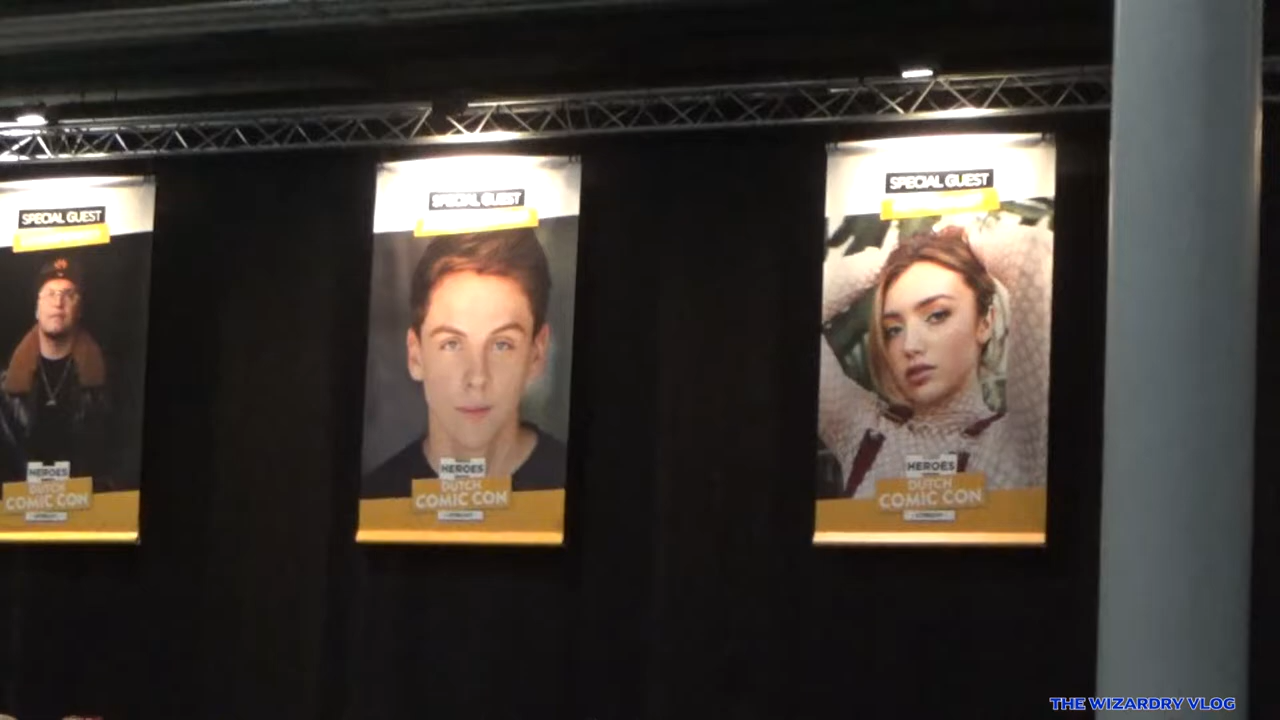 SPECIAL GUEST
HEROES
DUTCH
COMIC CON
SPECIAL GUEST
HEROES
DUTCH
COMIC CON
SPECIAL GUEST
HEROES
DUTCH
COMIC CON
THE WIZARDRY VLOG